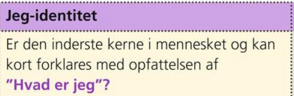 Jeg-identitet
Er den inderste kerne i mennesket og kan
kort forklares med opfattelsen af
”Hvad er jeg”?